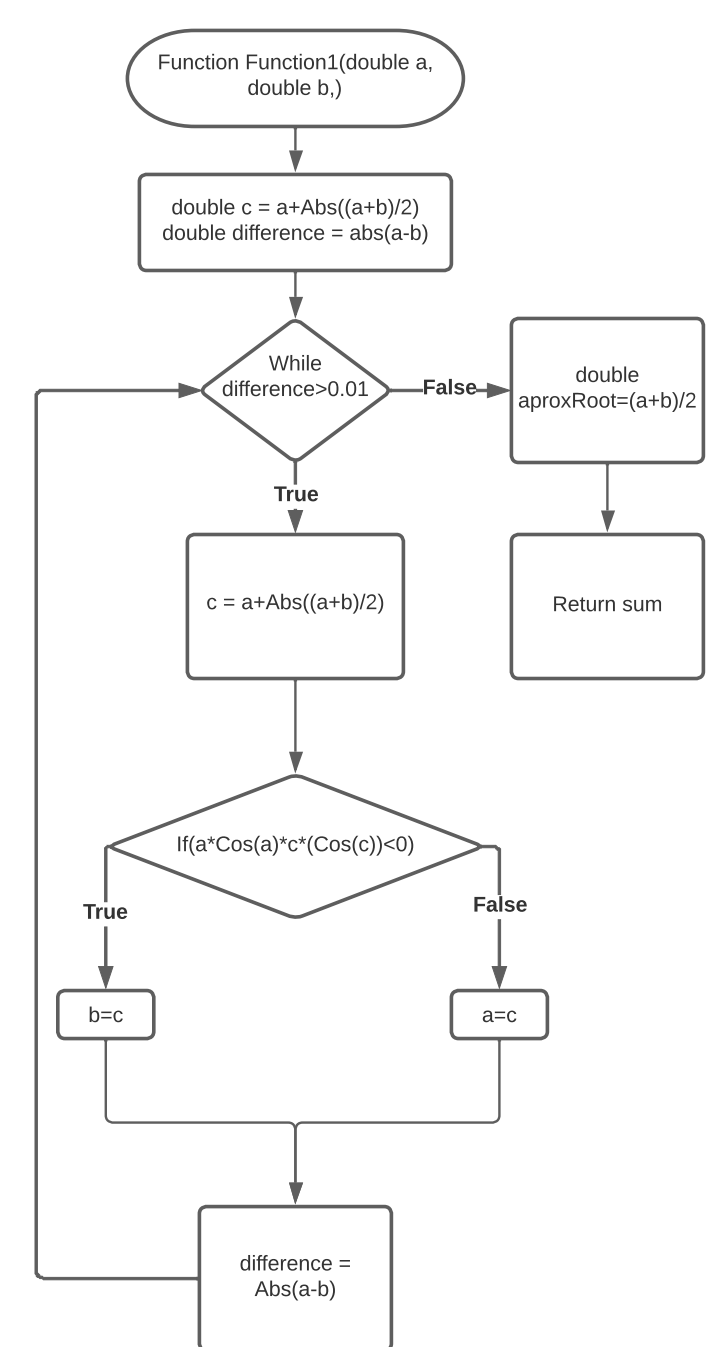 Function Function1(double a,
double b,)
double c = a+Abs((a+b)/2)
double difference = abs(a-b)
While
difference>0.01
False
double
aproxRoot=(a+b)/2
True
c = a+Abs((a+b)/2)
Return sum
If(a*Cos(a)*c*(Cos(c))<0)
True
False
b=c
a=c
difference =
Abs(a-b)